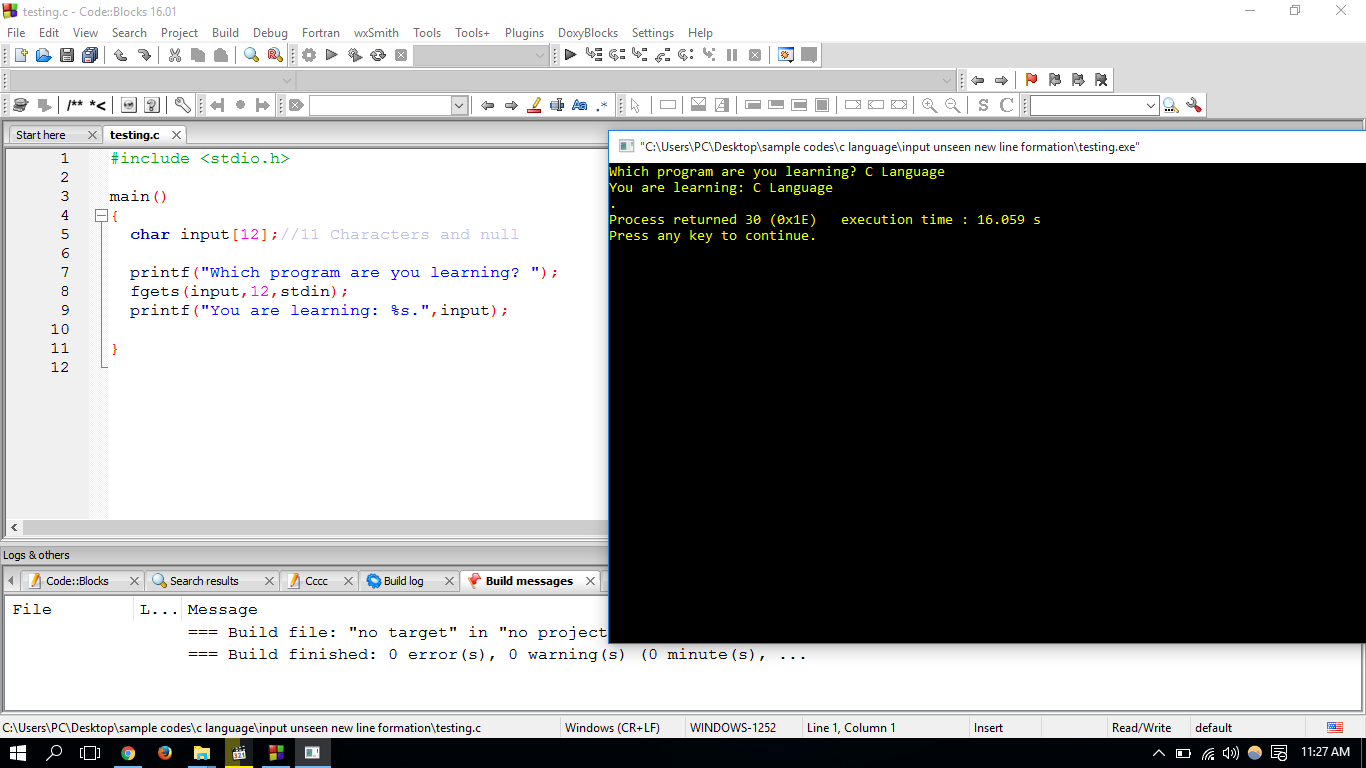 testing.c - Code::Blocks 16.01
File Edit View Search Project Build Debug Fortran wxSmith Tools Tools+ Plugins DoxyBlocks Settings Help
/** *<
Aa .*
S C
Start here
testing.c
"C:\Users\PC\Desktop\sample codes\c language\input unseen new line formation\testing.exe"
1 #include <stdio.h>
2
3 main()
4 {
5 char input[12];//11 Characters and null
6
7 printf("Which program are you learning? ");
8 fgets(input,12,stdin);
9 printf("You are learning: %s.",input);
10
11 }
12
Which program are you learning? C Language
You are learning: C Language
.
Process returned 30 (0x1E)   execution time : 16.059 s
Press any key to continue.
Logs & others
Code::Blocks Search results Cccc Build log Build messages
File L... Message
=== Build file: "no target" in "no project
=== Build finished: 0 error(s), 0 warning(s) (0 minute(s), ...
C:\Users\PC\Desktop\sample codes\c language\input unseen new line formation\testing.c Windows (CR+LF) WINDOWS-1252 Line 1, Column 1 Insert Read/Write default
11:27 AM